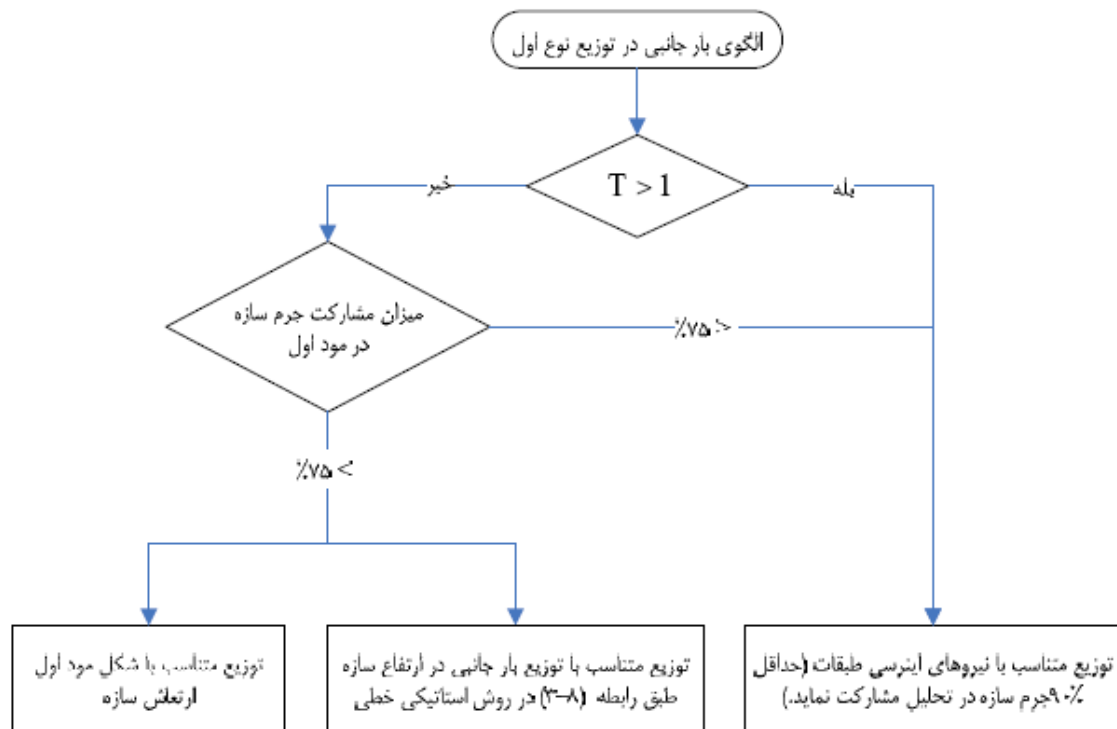 الگوی بار جانبی در توزیع نوع اول
T > 1
بله
خیر
میزان مشارکت جرم سازه
در مود اول
٪۷۵ >
٪۷۵ <
توزیع متناسب با نیروهای اینرسی طبقات (حداقل
۹۰٪ جرم سازه در تحلیل مشارکت نماید.)
توزیع متناسب با توزیع بار جانبی در ارتفاع سازه
طبق رابطه (۸-۳) در روش استاتیکی خطی
توزیع متناسب با شکل مود اول
ارتعاش سازه